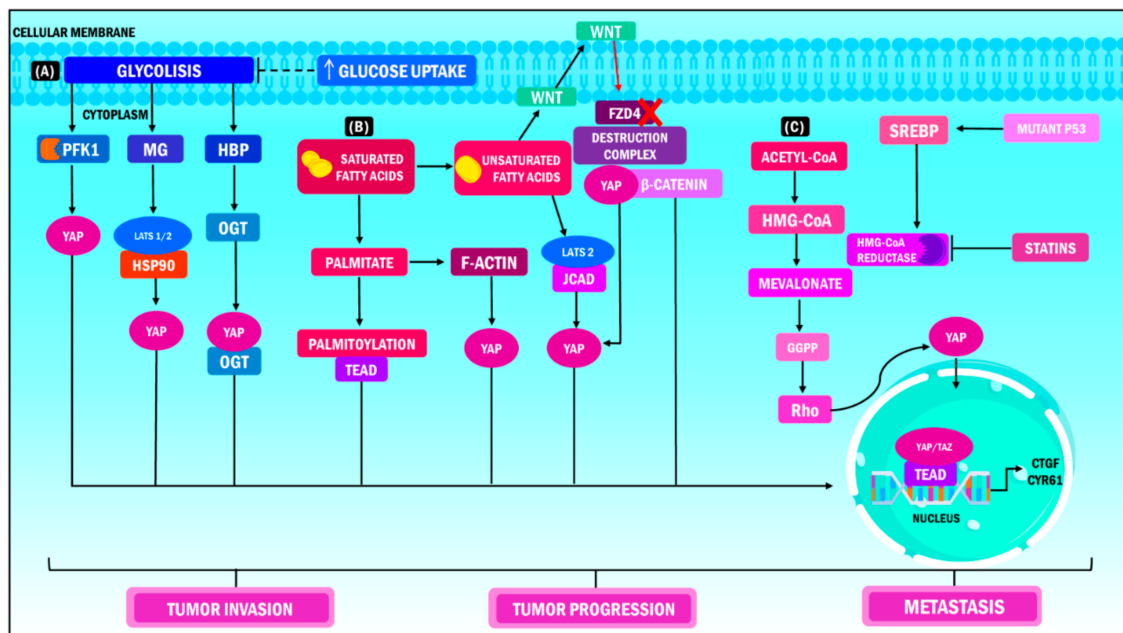 CELLULAR MEMBRANE
WNT
(A)
GLYCOLISIS
↑ GLUCOSE UPTAKE
WNT
CYTOPLASM
FZD4
PFK1
MG
HBP
(B)
SATURATED
FATTY ACIDS
UNSATURATED
FATTY ACIDS
DESTRUCTION
COMPLEX
YAP
β-CATENIN
(C)
ACETYL-CoA
SREBP
MUTANT P53
YAP
LATS 1/2
HSP90
OGT
PALMITATE
F-ACTIN
LATS 2
JCAD
HMG-CoA
HMG-CoA
REDUCTASE
STATINS
MEVALONATE
YAP
YAP
OGT
PALMITOYLATION
TEAD
YAP
YAP
GGPP
YAP
Rho
YAP/TAZ
TEAD
CTGF
CYR61
NUCLEUS
TUMOR INVASION
TUMOR PROGRESSION
METASTASIS